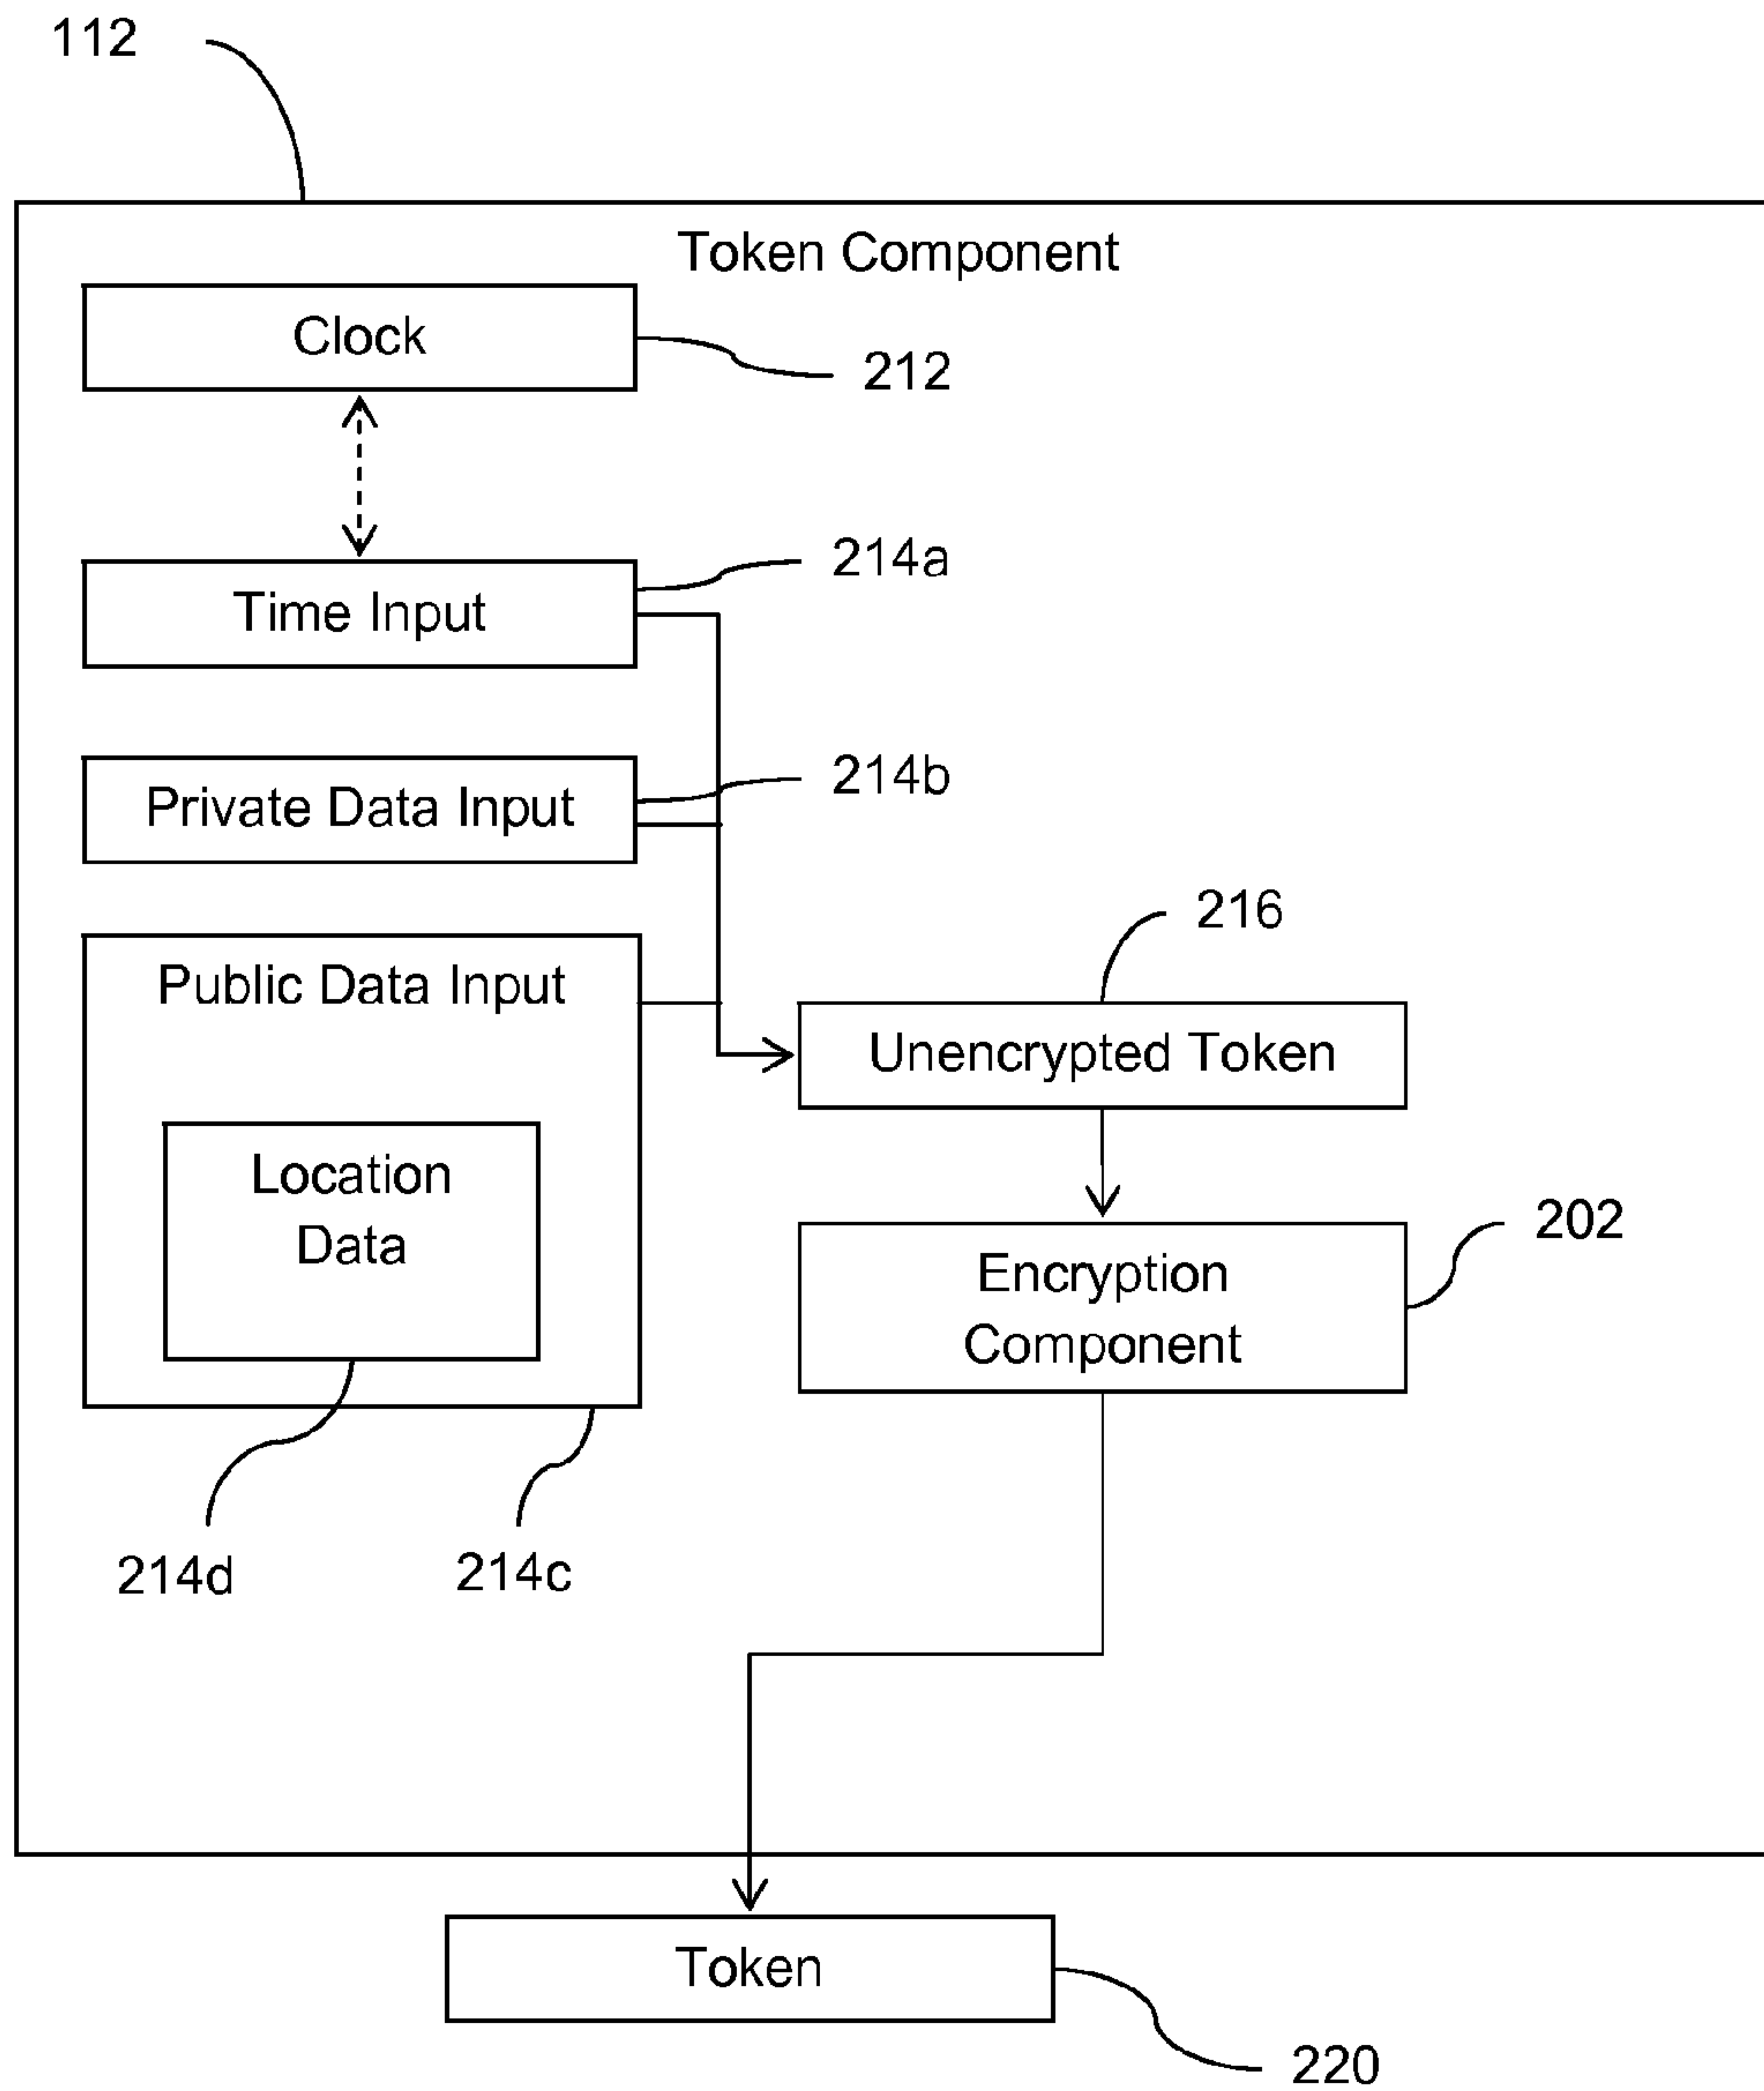 112
Token Component
Clock
212
214a
Time Input
214b
Private Data Input
216
Public Data Input
Unencrypted Token
Location
Data
202
Encryption
Component
214d
214c
Token
220